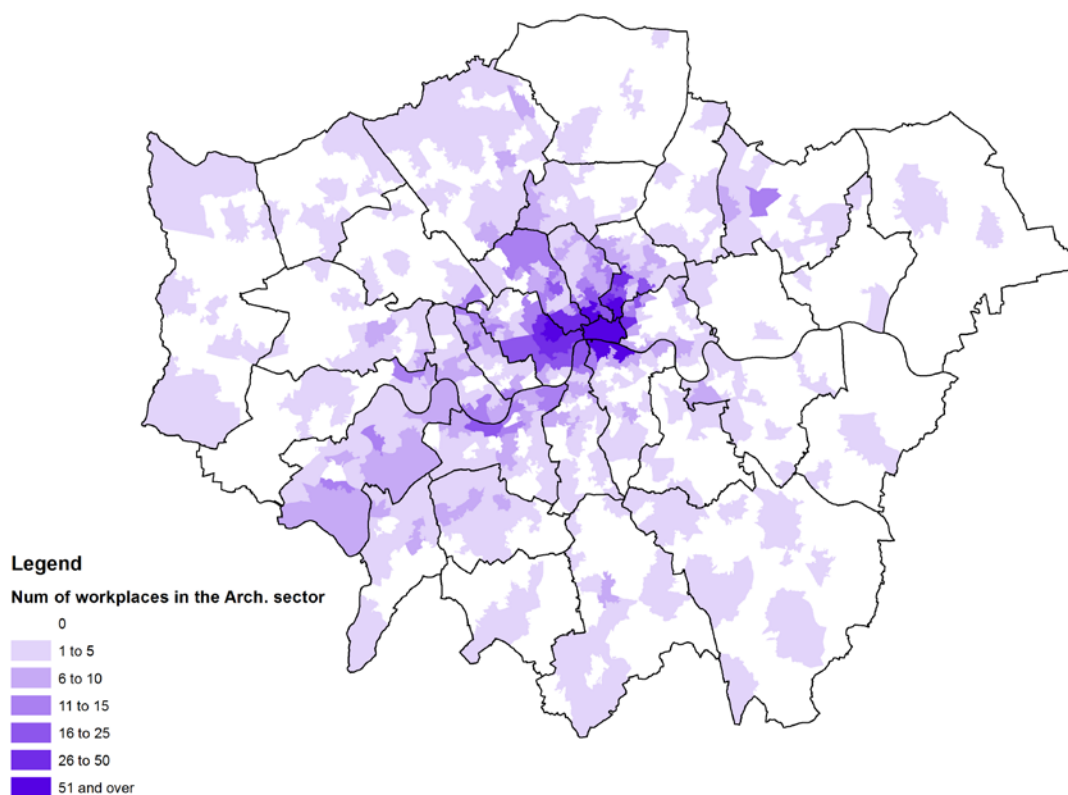 Legend
Num of workplaces in the Arch. sector
0
1 to 5
6 to 10
11 to 15
16 to 25
26 to 50
51 and over